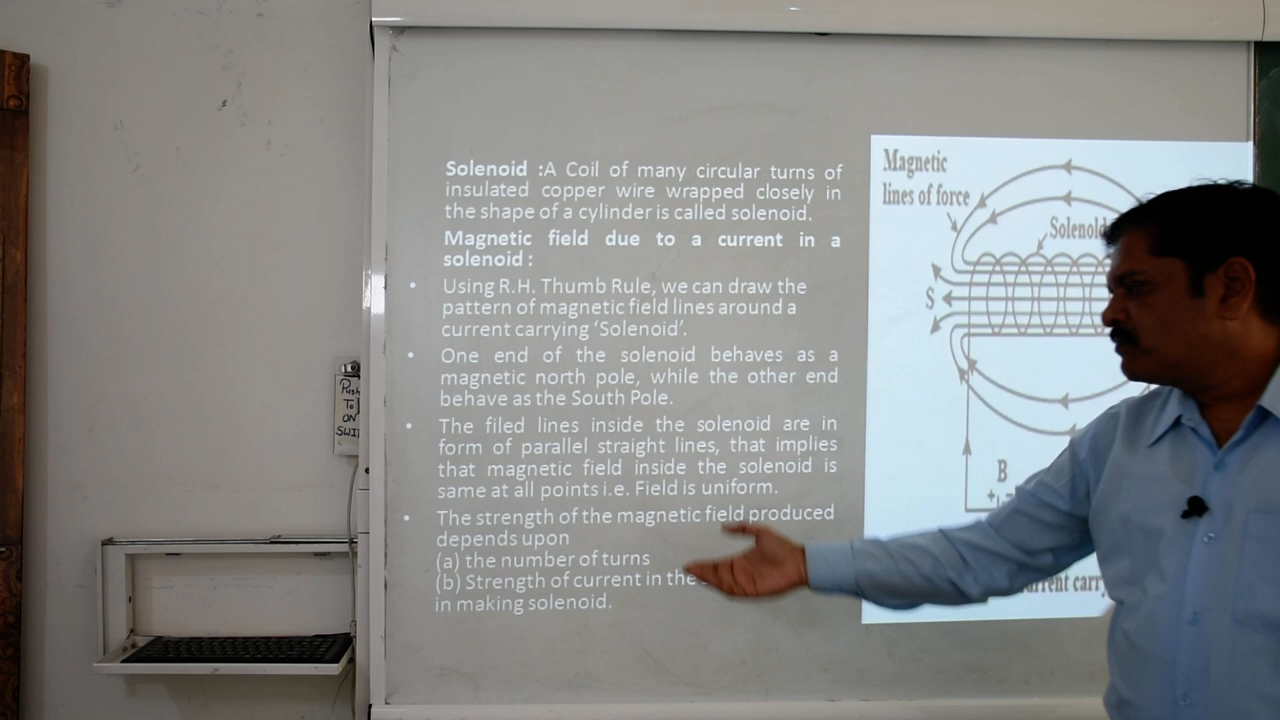 Solenoid :A Coil of many circular turns of
insulated copper wire wrapped closely in
the shape of a cylinder is called solenoid.
Magnetic field due to a current in a
solenoid :
• Using R.H. Thumb Rule, we can draw the
pattern of magnetic field lines around a
current carrying ‘Solenoid’.
• One end of the solenoid behaves as a
magnetic north pole, while the other end
behave as the South Pole.
• The filed lines inside the solenoid are in
form of parallel straight lines, that implies
that magnetic field inside the solenoid is
same at all points i.e. Field is uniform.
• The strength of the magnetic field produced
depends upon
(a) the number of turns
(b) Strength of current in the
in making solenoid.
Magnetic
lines of force
Solenoid
S
B
+ -
Push
To
ON